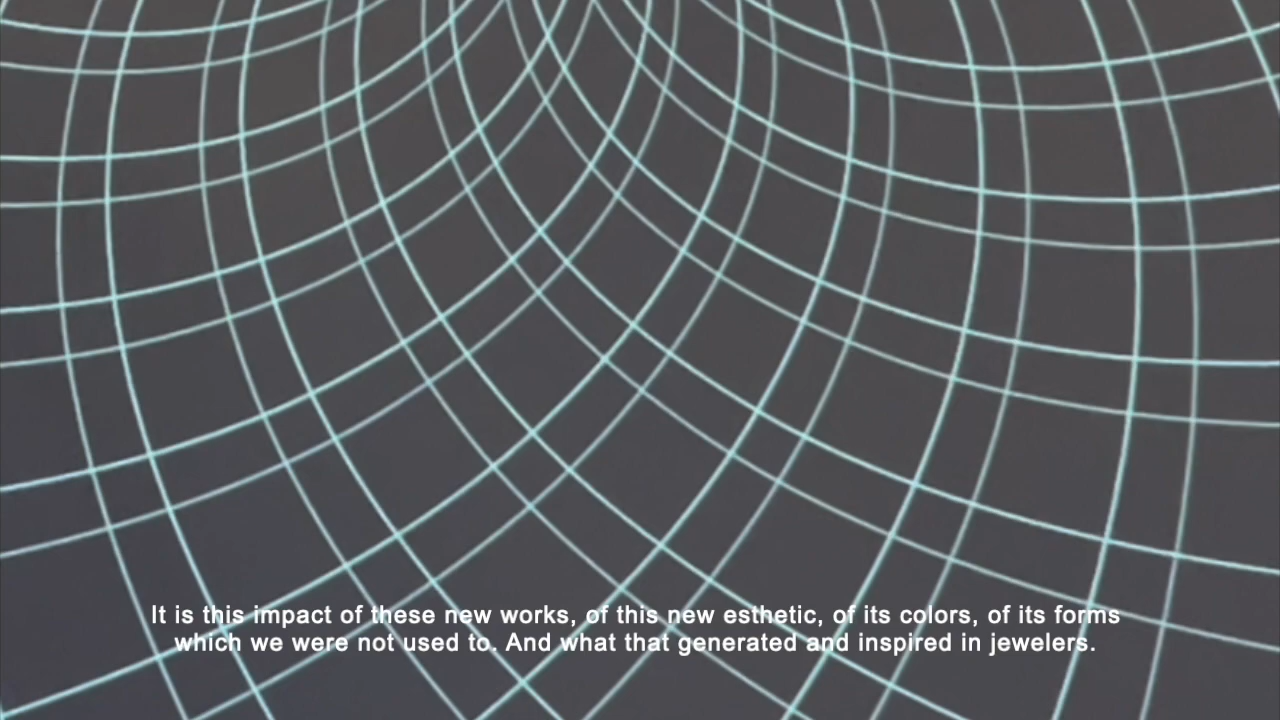 It is this impact of these new works, of this new esthetic, of its colors, of its forms
which we were not used to. And what that generated and inspired in jewelers.